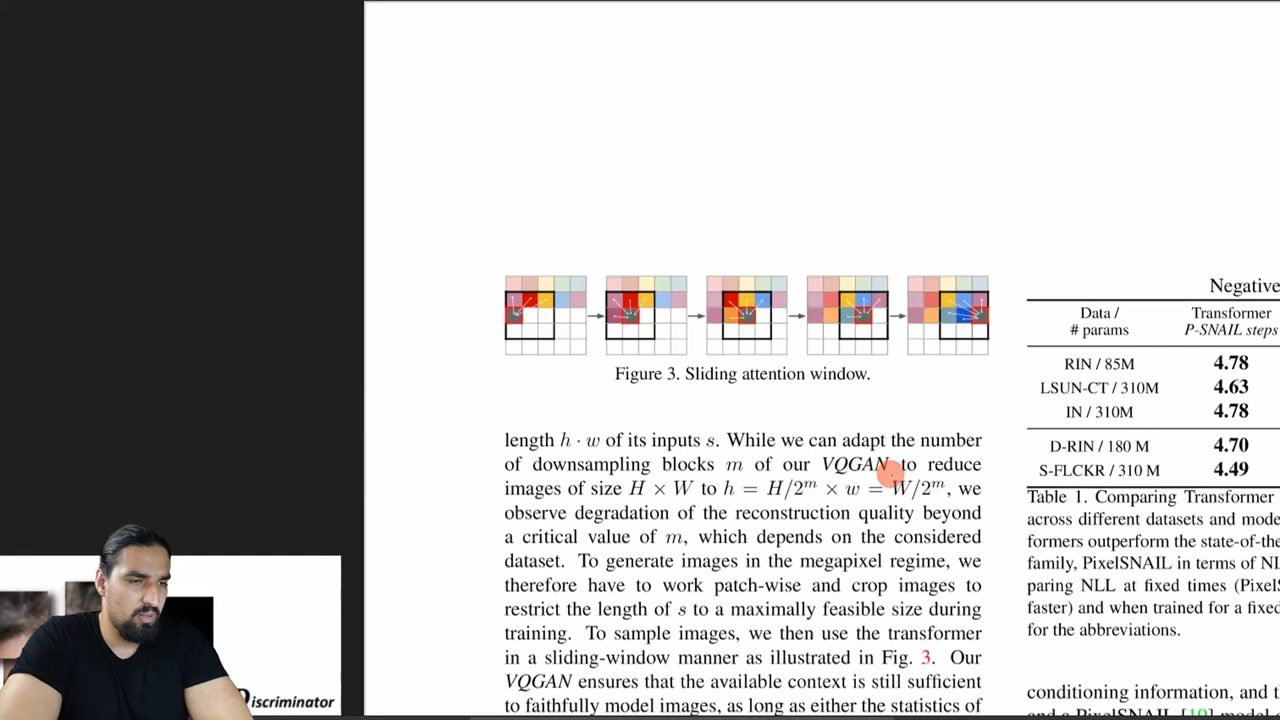 Figure 3. Sliding attention window.
length h · w of its inputs s. While we can adapt the number
of downsampling blocks m of our VQGAN to reduce
images of size H × W to h = H/2^m × w = W/2^m, we
observe degradation of the reconstruction quality beyond
a critical value of m, which depends on the considered
dataset. To generate images in the megapixel regime, we
therefore have to work patch-wise and crop images to
restrict the length of s to a maximally feasible size during
training. To sample images, we then use the transformer
in a sliding-window manner as illustrated in Fig. 3. Our
VQGAN ensures that the available context is still sufficient
to faithfully model images, as long as either the statistics of
Negative
Data / Transformer
# params P-SNAIL steps
RIN / 85M 4.78
LSUN-CT / 310M 4.63
IN / 310M 4.78
D-RIN / 180 M 4.70
S-FLCKR / 310 M 4.49
Table 1. Comparing Transformer
across different datasets and mode
formers outperform the state-of-the
family, PixelSNAIL in terms of NL
paring NLL at fixed times (Pixel
faster) and when trained for a fixed
for the abbreviations.
conditioning information, and t
and a PixelSNAIL [10] model
iscriminator